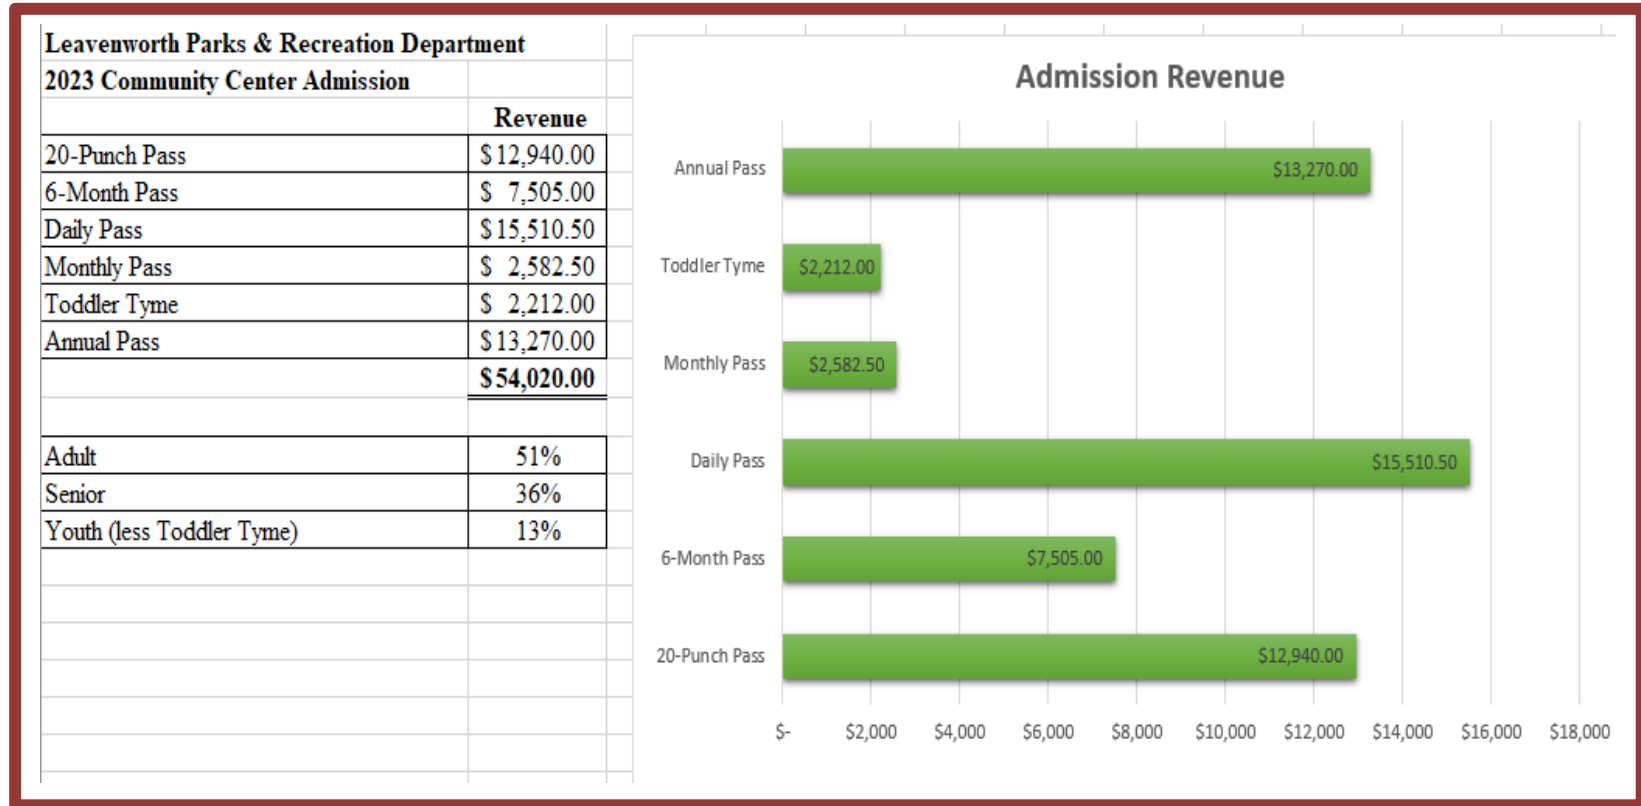 Leavenworth Parks & Recreation Department
2023 Community Center Admission
Revenue
20-Punch Pass $12,940.00
6-Month Pass $ 7,505.00
Daily Pass $15,510.50
Monthly Pass $ 2,582.50
Toddler Tyme $ 2,212.00
Annual Pass $13,270.00
$54,020.00
Adult 51%
Senior 36%
Youth (less Toddler Tyme) 13%
Admission Revenue
Annual Pass $13,270.00
Toddler Tyme $2,212.00
Monthly Pass $2,582.50
Daily Pass $15,510.50
6-Month Pass $7,505.00
20-Punch Pass $12,940.00
$- $2,000 $4,000 $6,000 $8,000 $10,000 $12,000 $14,000 $16,000 $18,000